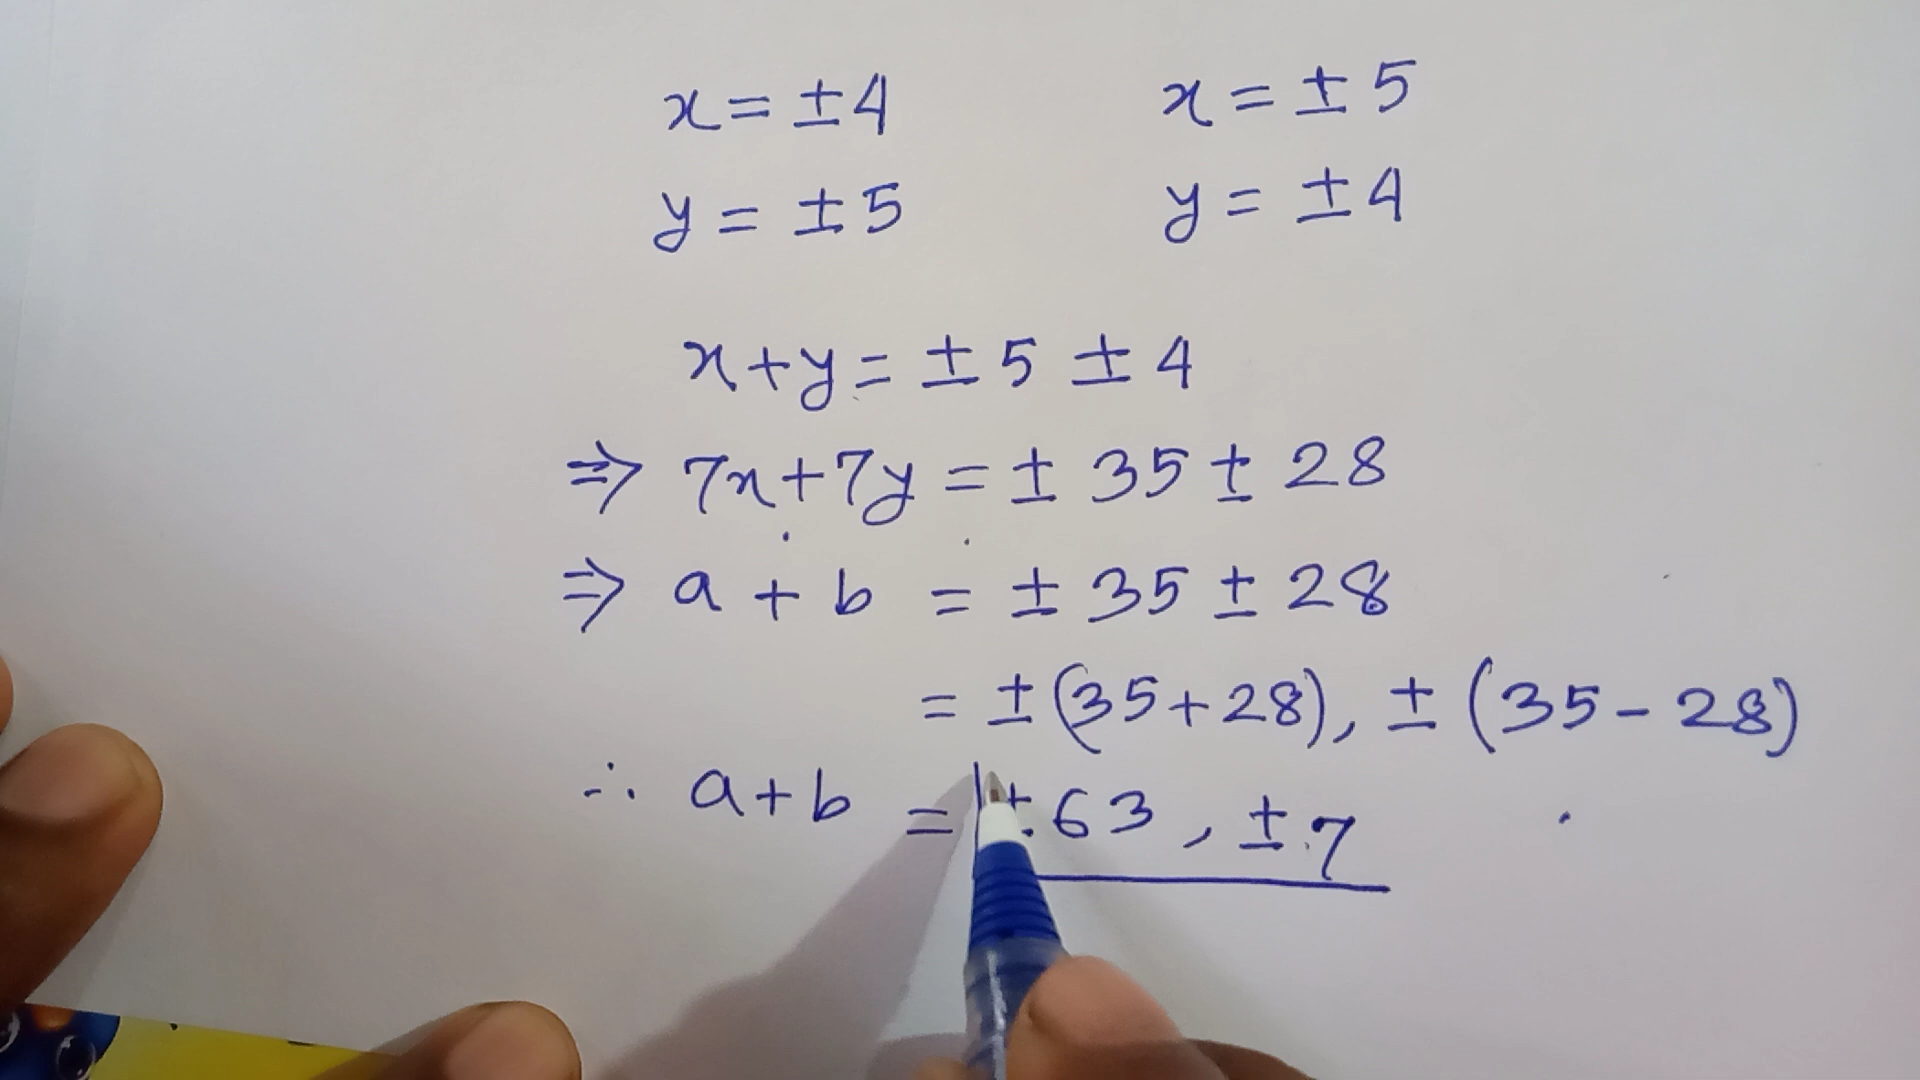 x = ±4 x = ±5
y = ±5 y = ±4
x + y = ± 5 ± 4
⇒ 7x + 7y = ± 35 ± 28
⇒ a + b = ± 35 ± 28
= ± (35 + 28), ± (35 - 28)
∴ a + b = ± 63, ± 7